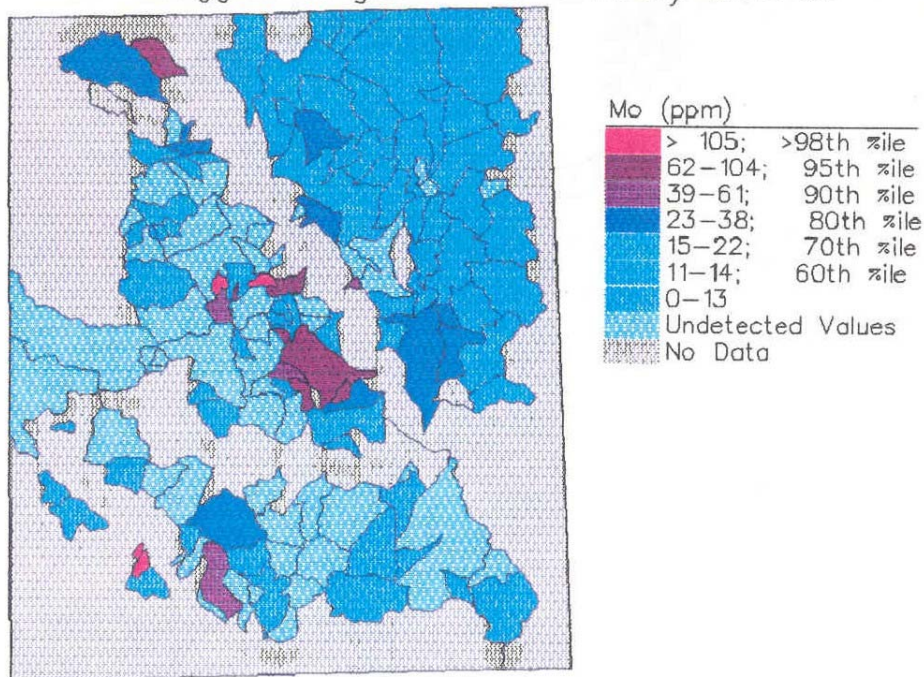 Mo (ppm)
> 105; >98th %ile
62-104; 95th %ile
39-61; 90th %ile
23-38; 80th %ile
15-22; 70th %ile
11-14; 60th %ile
0-13
Undetected Values
No Data